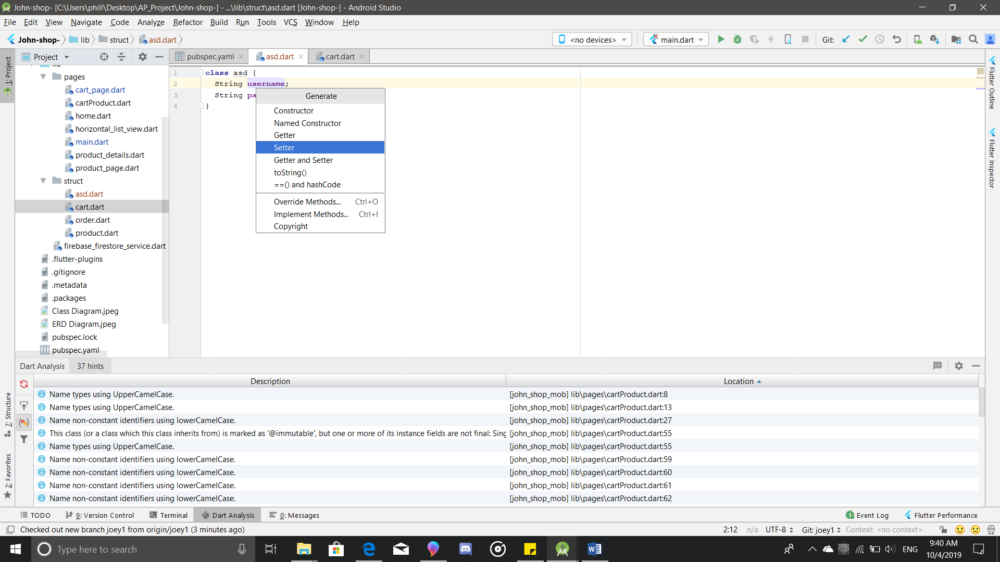 John-shop- [C:\Users\phill\Desktop\AP_Project\John-shop-] - ...\lib\struct\asd.dart [John-shop-] - Android Studio
File Edit View Navigate Code Analyze Refactor Build Run Tools VCS Window Help
John-shop- lib struct asd.dart <no devices> main.dart Git:
1: Project
Project
pubspec.yaml asd.dart cart.dart
lib
pages
cart_page.dart
cartProduct.dart
home.dart
horizontal_list_view.dart
main.dart
product_details.dart
product_page.dart
struct
asd.dart
cart.dart
order.dart
product.dart
firebase_firestore_service.dart
.flutter-plugins
.gitignore
.metadata
.packages
Class Diagram.jpeg
ERD Diagram.jpeg
pubspec.lock
pubspec.yaml
1 class asd {
2 String username;
3 String pa
4 }
Generate
Constructor
Named Constructor
Getter
Setter
Getter and Setter
toString()
==() and hashCode
Override Methods... Ctrl+O
Implement Methods... Ctrl+I
Copyright
Flutter Outline
Flutter Inspector
Dart Analysis 37 hints
7: Structure
2: Favorites
Description Location
Name types using UpperCamelCase. [john_shop_mob] lib\pages\cartProduct.dart:8
Name types using UpperCamelCase. [john_shop_mob] lib\pages\cartProduct.dart:13
Name non-constant identifiers using lowerCamelCase. [john_shop_mob] lib\pages\cartProduct.dart:27
This class (or a class which this class inherits from) is marked as '@immutable', but one or more of its instance fields are not final: Sing [john_shop_mob] lib\pages\cartProduct.dart:55
Name types using UpperCamelCase. [john_shop_mob] lib\pages\cartProduct.dart:55
Name non-constant identifiers using lowerCamelCase. [john_shop_mob] lib\pages\cartProduct.dart:59
Name non-constant identifiers using lowerCamelCase. [john_shop_mob] lib\pages\cartProduct.dart:60
Name non-constant identifiers using lowerCamelCase. [john_shop_mob] lib\pages\cartProduct.dart:61
Name non-constant identifiers using lowerCamelCase. [john_shop_mob] lib\pages\cartProduct.dart:62
TODO 9: Version Control Terminal Dart Analysis 0: Messages 1 Event Log Flutter Performance
Checked out new branch joey1 from origin/joey1 (3 minutes ago) 2:12 n/a UTF-8 Git: joey1 Context: <no context>
Type here to search ENG 9:40 AM
10/4/2019